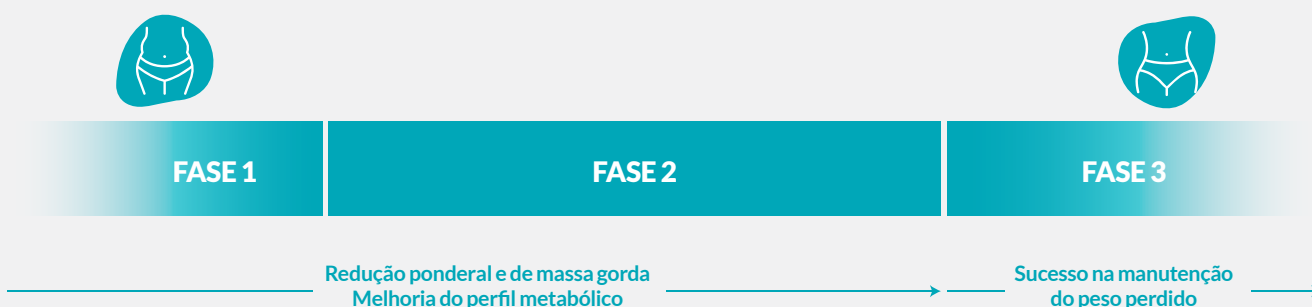 FASE 1
FASE 2
FASE 3
Redução ponderal e de massa gorda
Melhoria do perfil metabólico
Sucesso na manutenção
do peso perdido